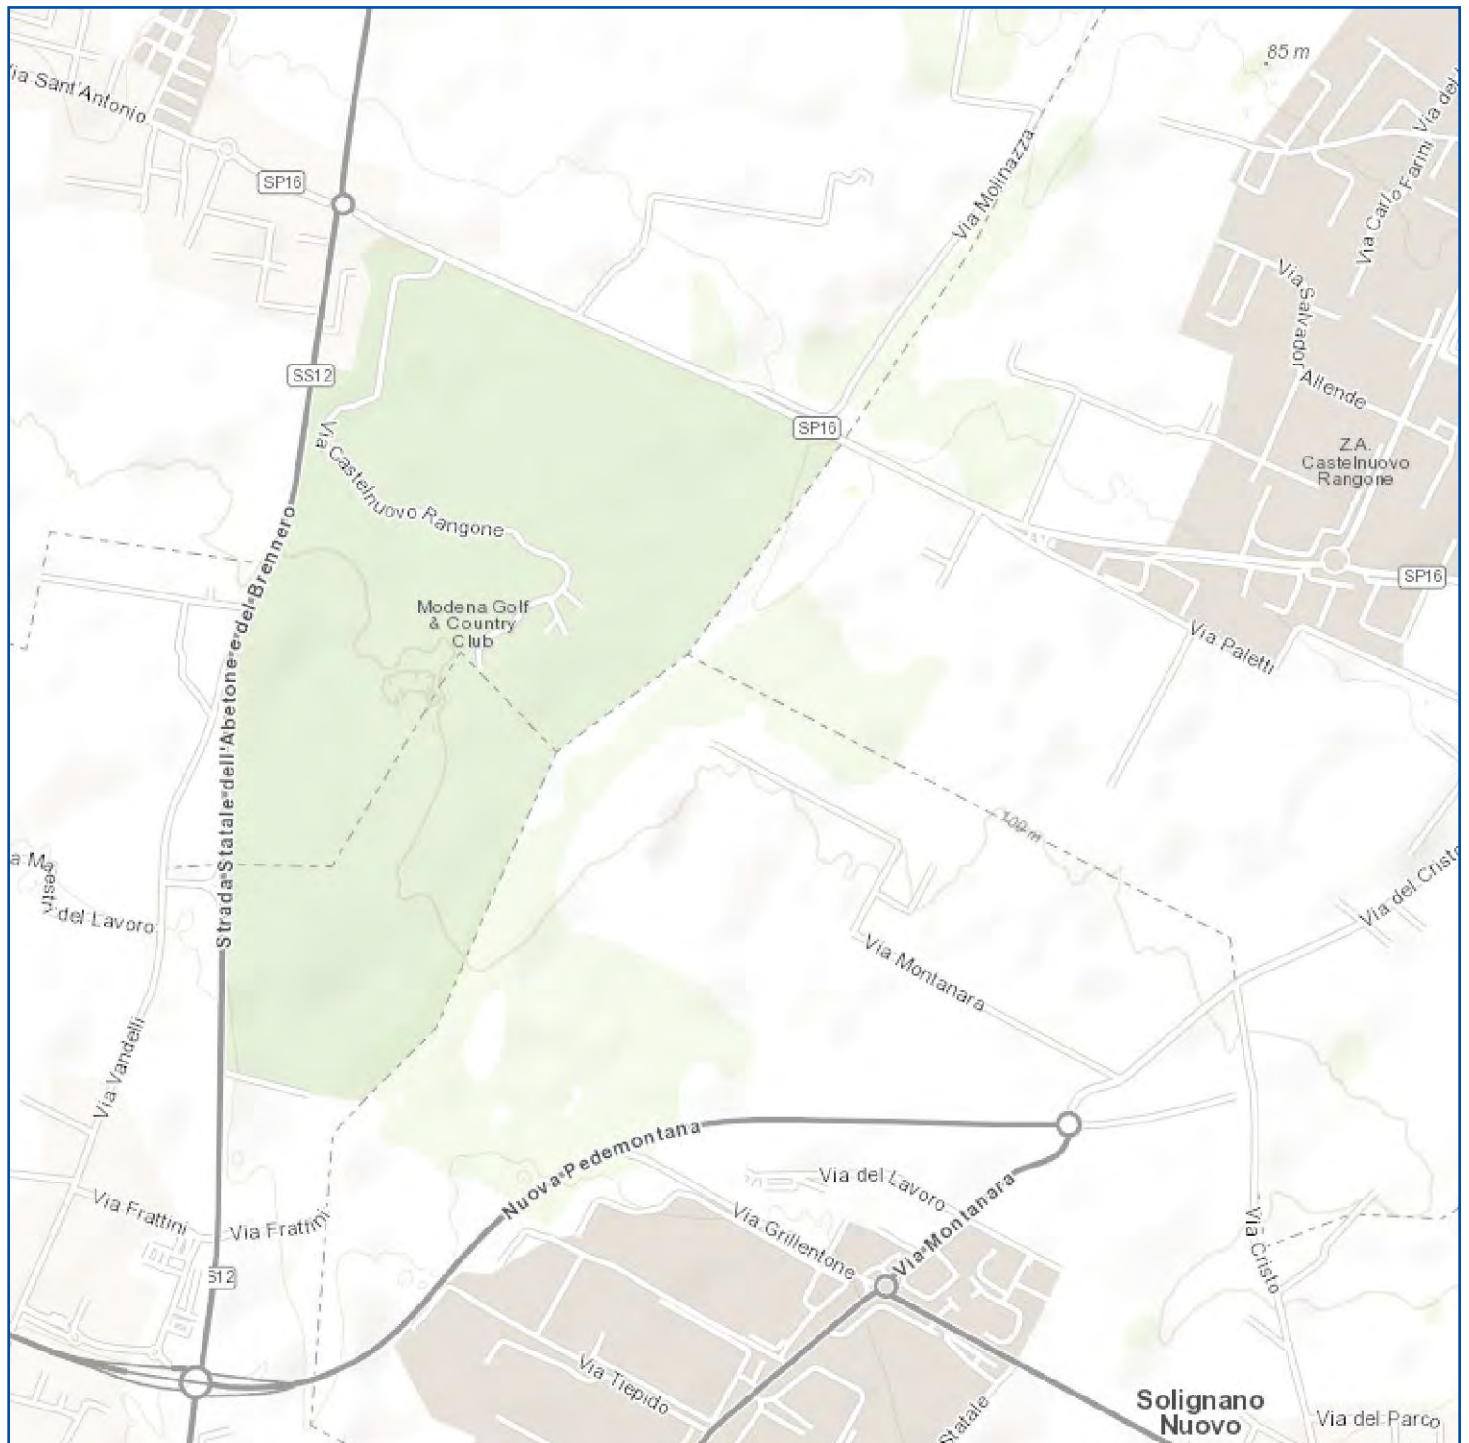 85 m
Via del
ia Sant'Antonio
SP16
Via Molinazza
Via Carlo Farini
Via Salvador Allende
SS12
SP16
Z.A.
Castelnuovo
Rangone
Via Castelnuovo Rangone
SP16
Modena Golf
& Country
Club
Via Paletti
Strada Statale dell'Abetone e del Brennero
100 m
a Maestri del Lavoro
Via del Cristo
Via Montanara
Via Vandelli
Nuova Pedemontana
Via del Lavoro
Via Montanara
Via Frattini
Via Frattini
Via Grillentone
Via Cristo
S12
Via Tiepido
Solignano
Nuovo
Statale
Via del Parco